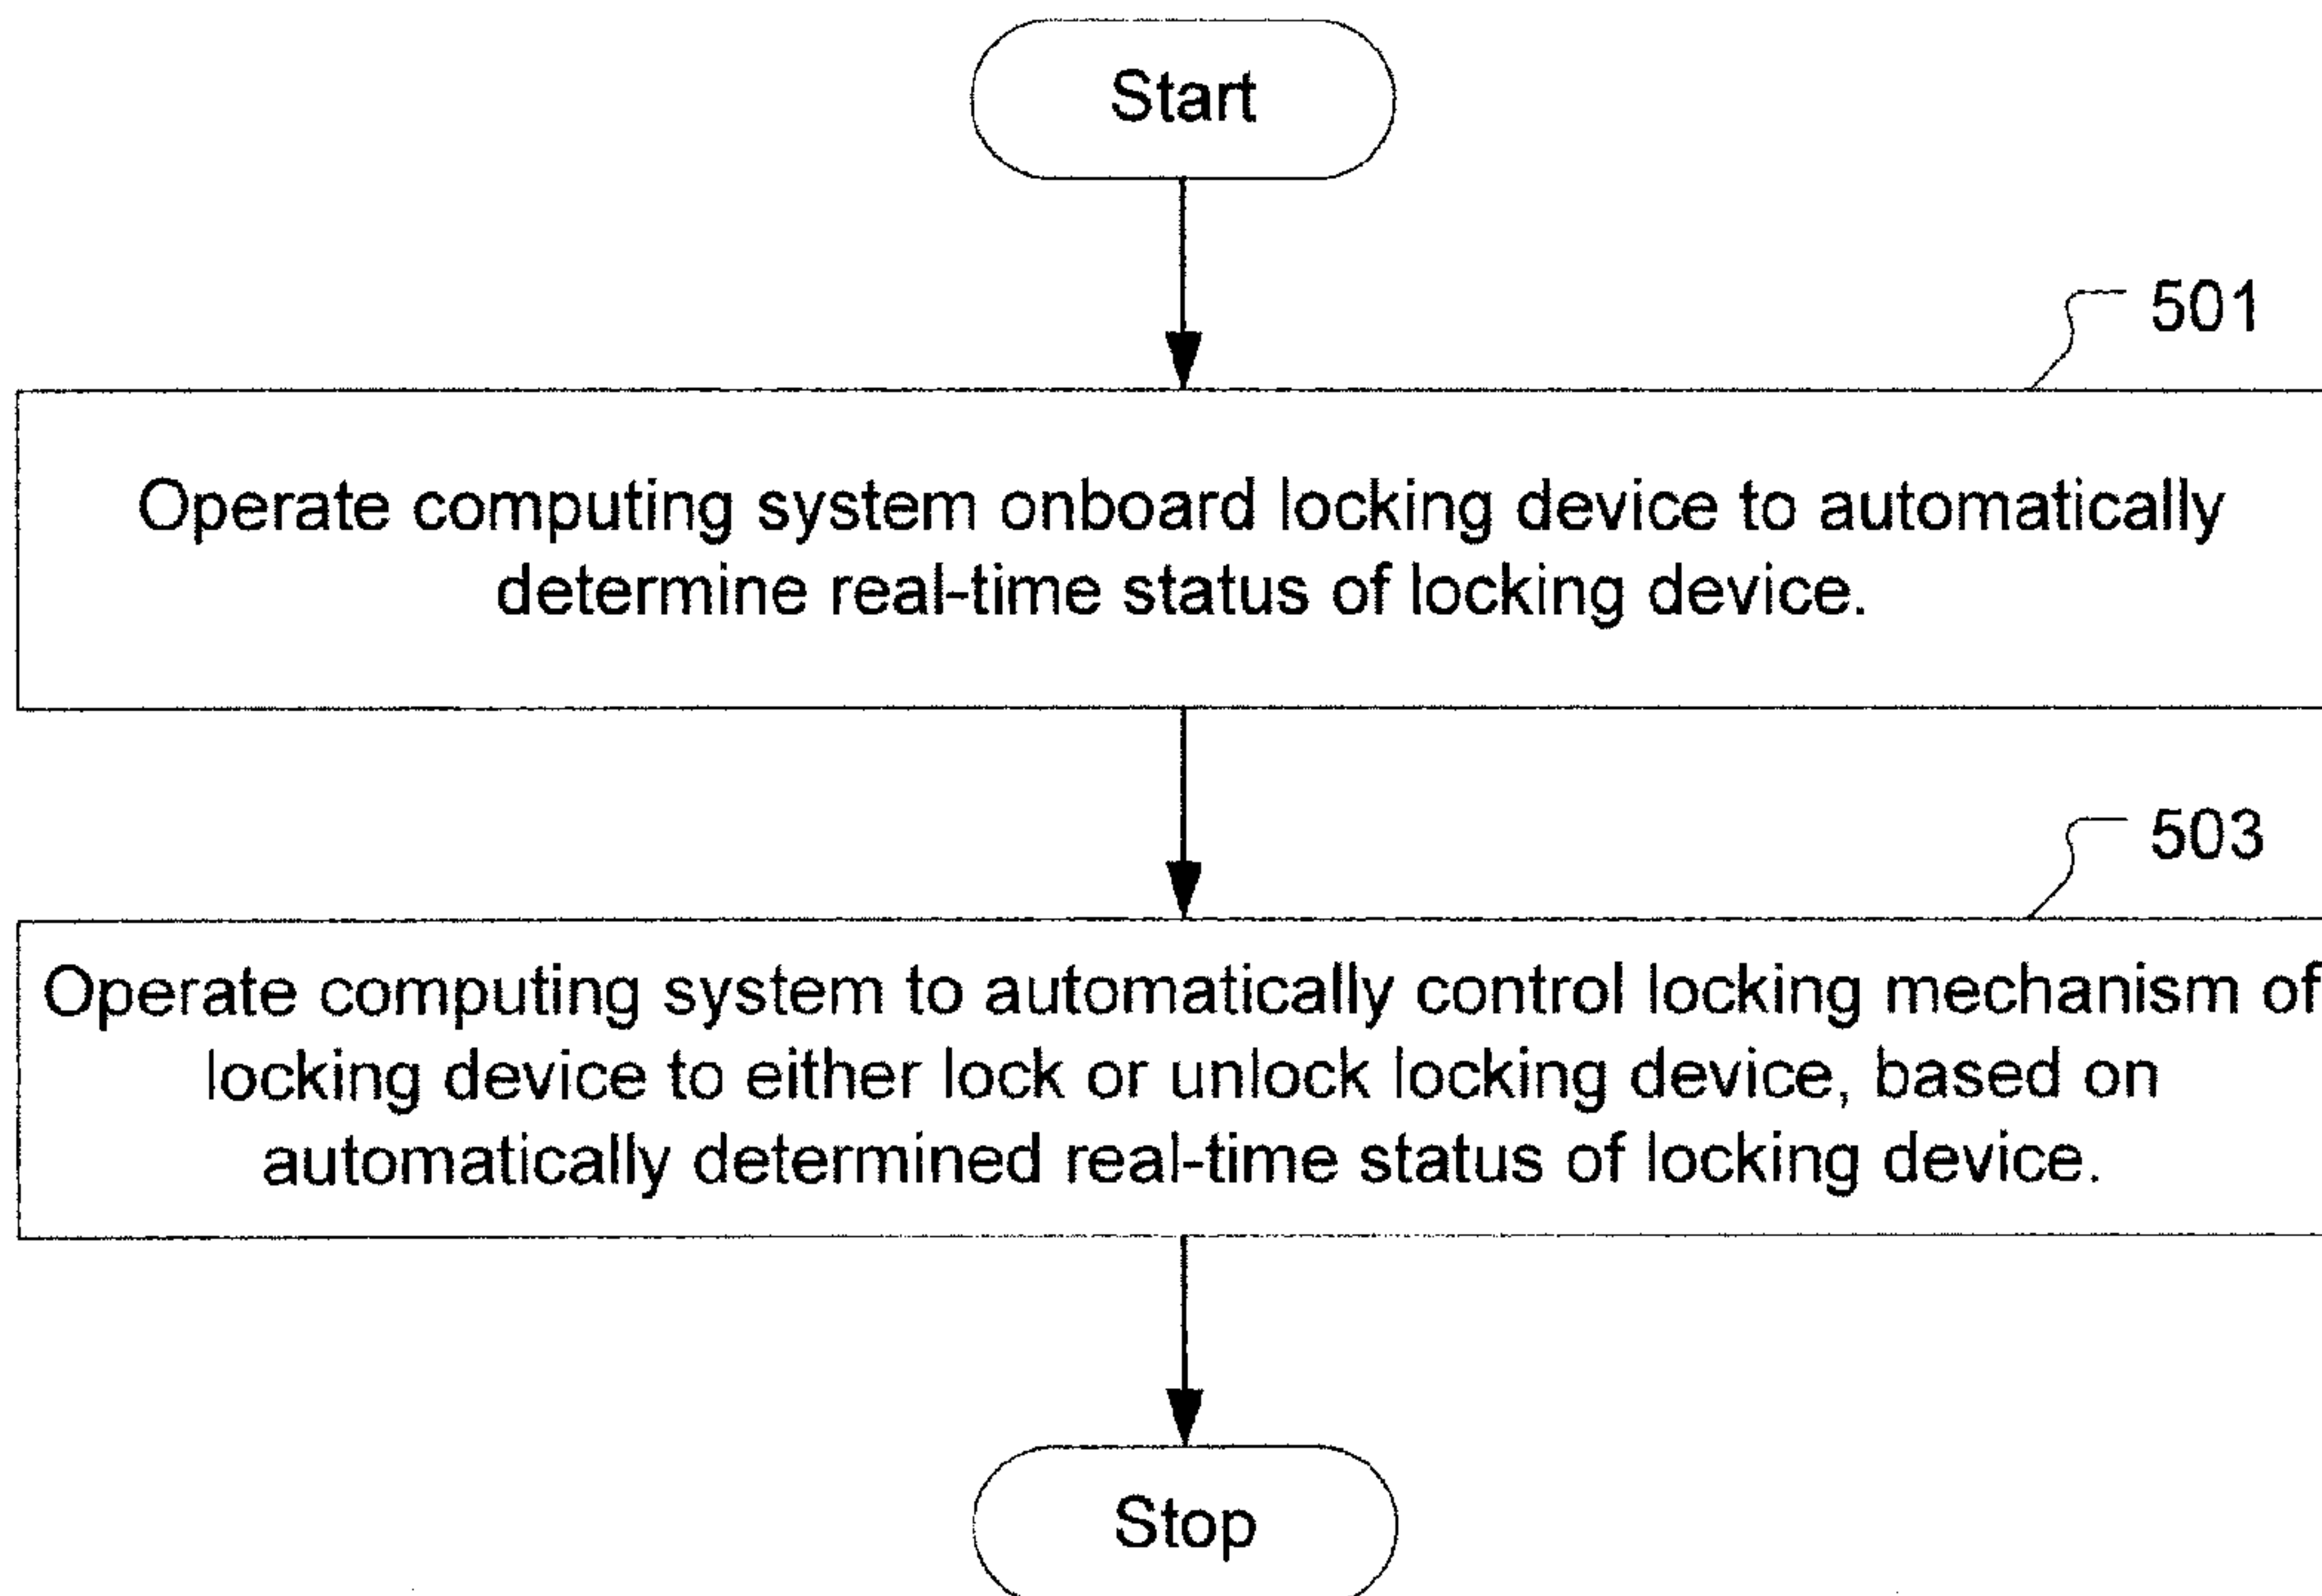 Start
501
Operate computing system onboard locking device to automatically
determine real-time status of locking device.
503
Operate computing system to automatically control locking mechanism of
locking device to either lock or unlock locking device, based on
automatically determined real-time status of locking device.
Stop